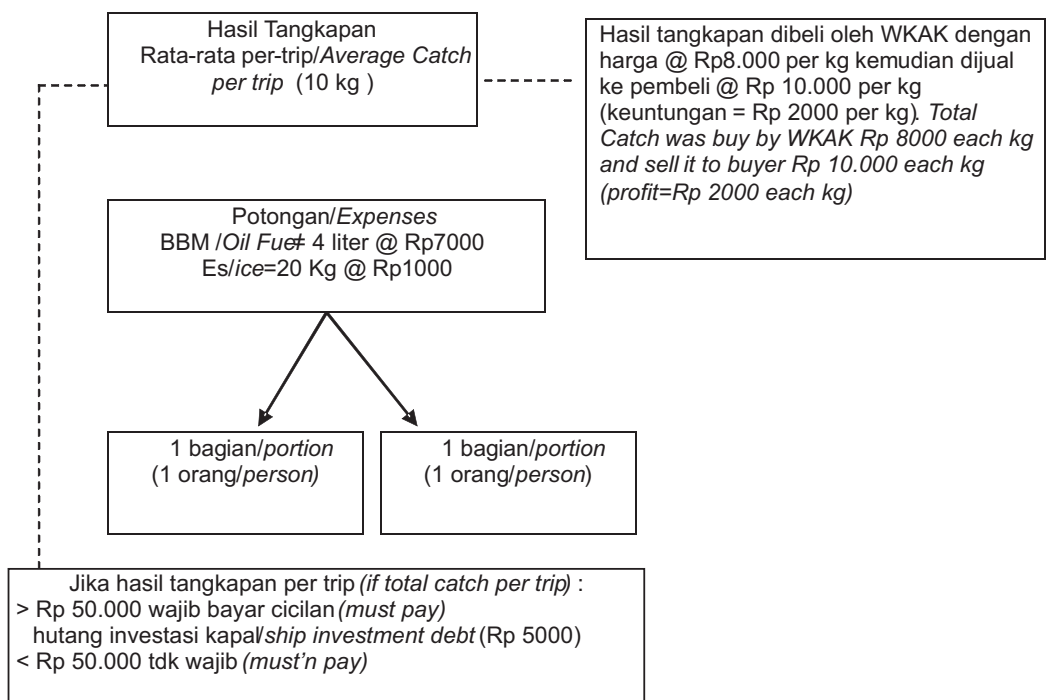 Hasil Tangkapan
Rata-rata per-trip/Average Catch
per trip (10 kg )
Hasil tangkapan dibeli oleh WKAK dengan
harga @ Rp8.000 per kg kemudian dijual
ke pembeli @ Rp 10.000 per kg
(keuntungan = Rp 2000 per kg). Total
Catch was buy by WKAK Rp 8000 each kg
and sell it to buyer Rp 10.000 each kg
(profit=Rp 2000 each kg)
Potongan/Expenses
BBM /Oil Fuel= 4 liter @ Rp7000
Es/ice=20 Kg @ Rp1000
1 bagian/portion
(1 orang/person)
1 bagian/portion
(1 orang/person)
Jika hasil tangkapan per trip (if total catch per trip) :
> Rp 50.000 wajib bayar cicilan (must pay)
hutang investasi kapal/ship investment debt (Rp 5000)
< Rp 50.000 tdk wajib (must'n pay)